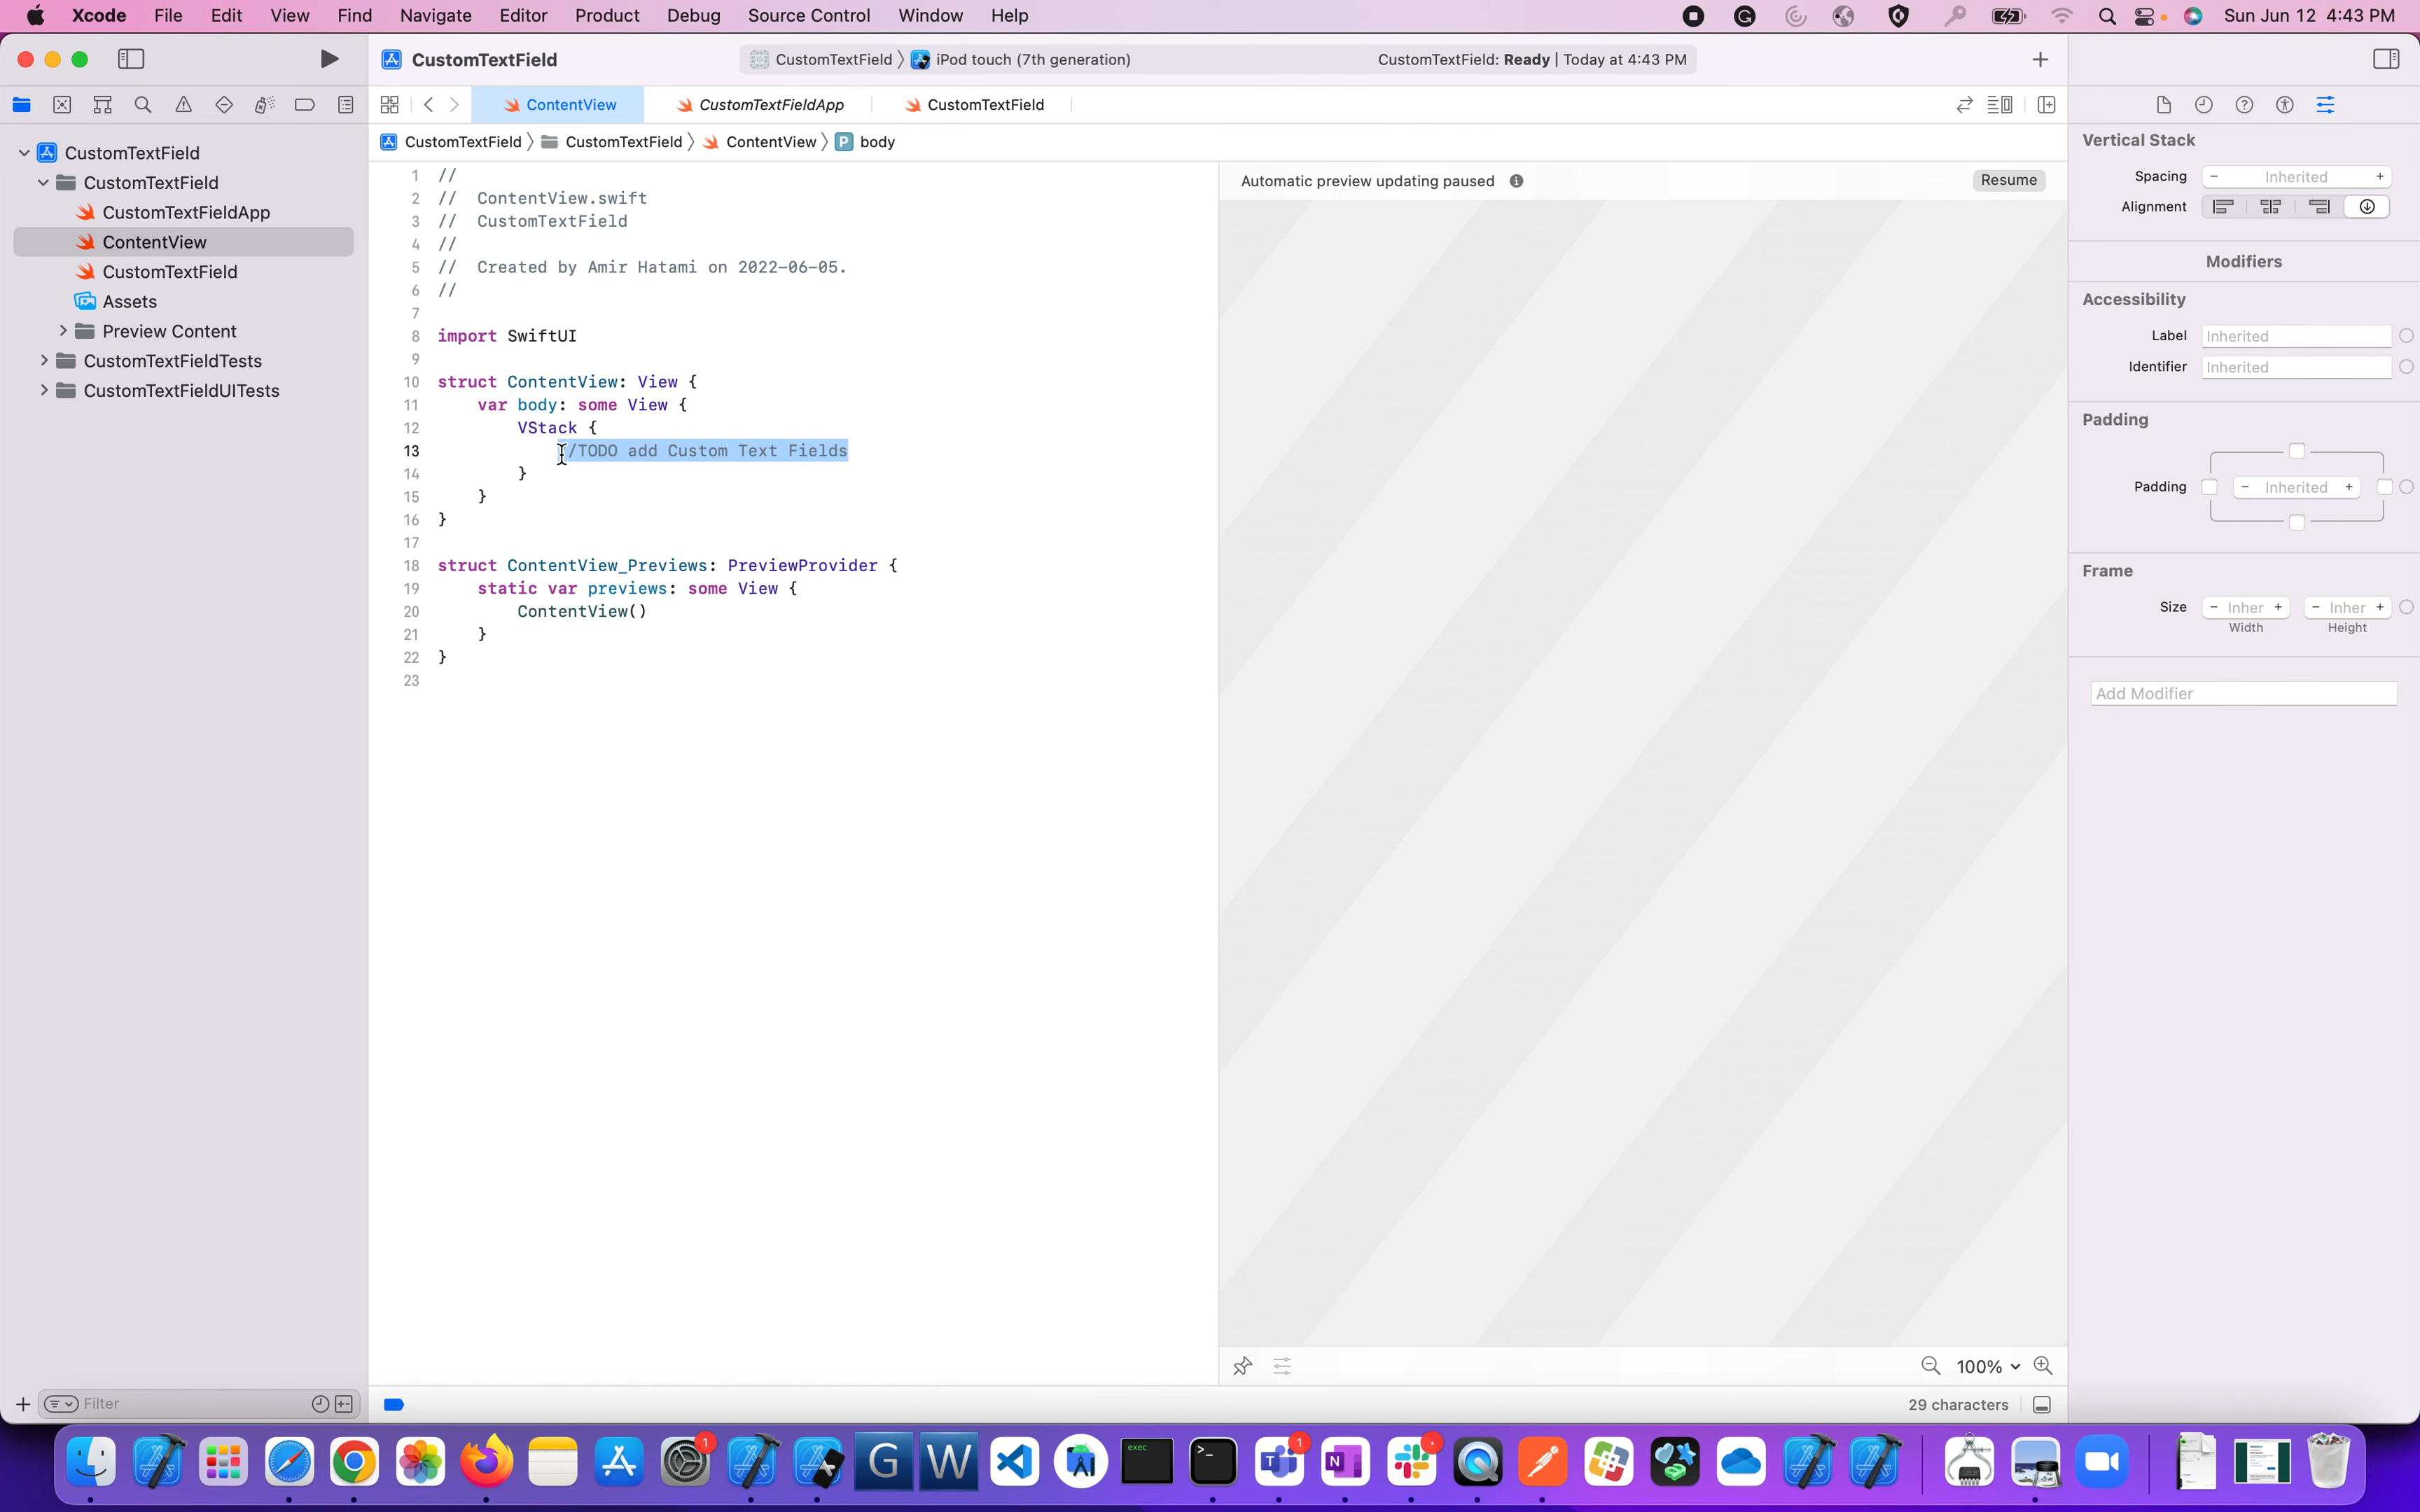 Xcode File Edit View Find Navigate Editor Product Debug Source Control Window Help Sun Jun 12 4:43 PM
CustomTextField CustomTextField iPod touch (7th generation) CustomTextField: Ready | Today at 4:43 PM
ContentView CustomTextFieldApp CustomTextField
CustomTextField CustomTextField ContentView P body
CustomTextField
CustomTextField
CustomTextFieldApp
ContentView
CustomTextField
Assets
Preview Content
CustomTextFieldTests
CustomTextFieldUITests
Filter
1 //
2 // ContentView.swift
3 // CustomTextField
4 //
5 // Created by Amir Hatami on 2022-06-05.
6 //
7
8 import SwiftUI
9
10 struct ContentView: View {
11 var body: some View {
12 VStack {
13 //TODO add Custom Text Fields
14 }
15 }
16 }
17
18 struct ContentView_Previews: PreviewProvider {
19 static var previews: some View {
20 ContentView()
21 }
22 }
23
Automatic preview updating paused Resume
100%
29 characters
Vertical Stack
Spacing - Inherited +
Alignment
Modifiers
Accessibility
Label Inherited
Identifier Inherited
Padding
Padding - Inherited +
Frame
Size - Inher + - Inher +
Width Height
Add Modifier
1 G W exec >_ T 1 N